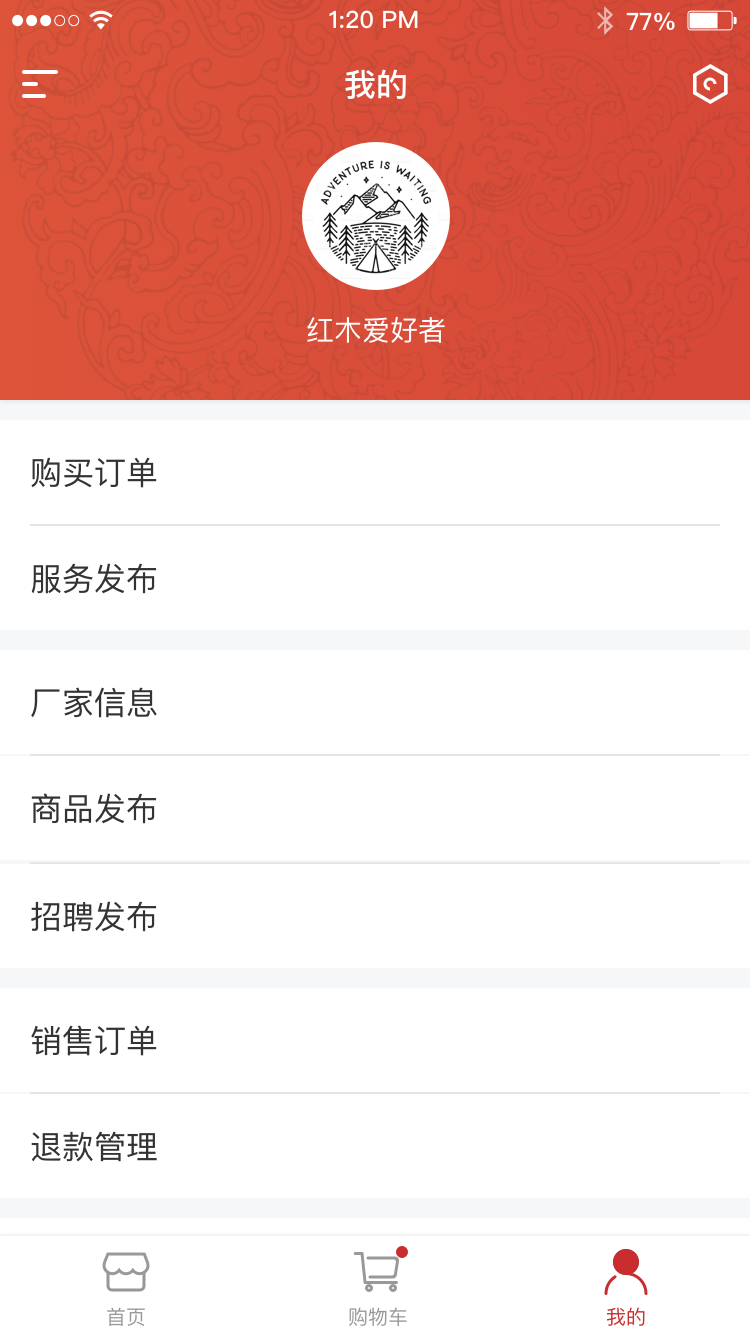 1:20 PM
77%
我的
ADVENTURE IS WAITING
红木爱好者
购买订单
服务发布
厂家信息
商品发布
招聘发布
销售订单
退款管理
首页
购物车
我的